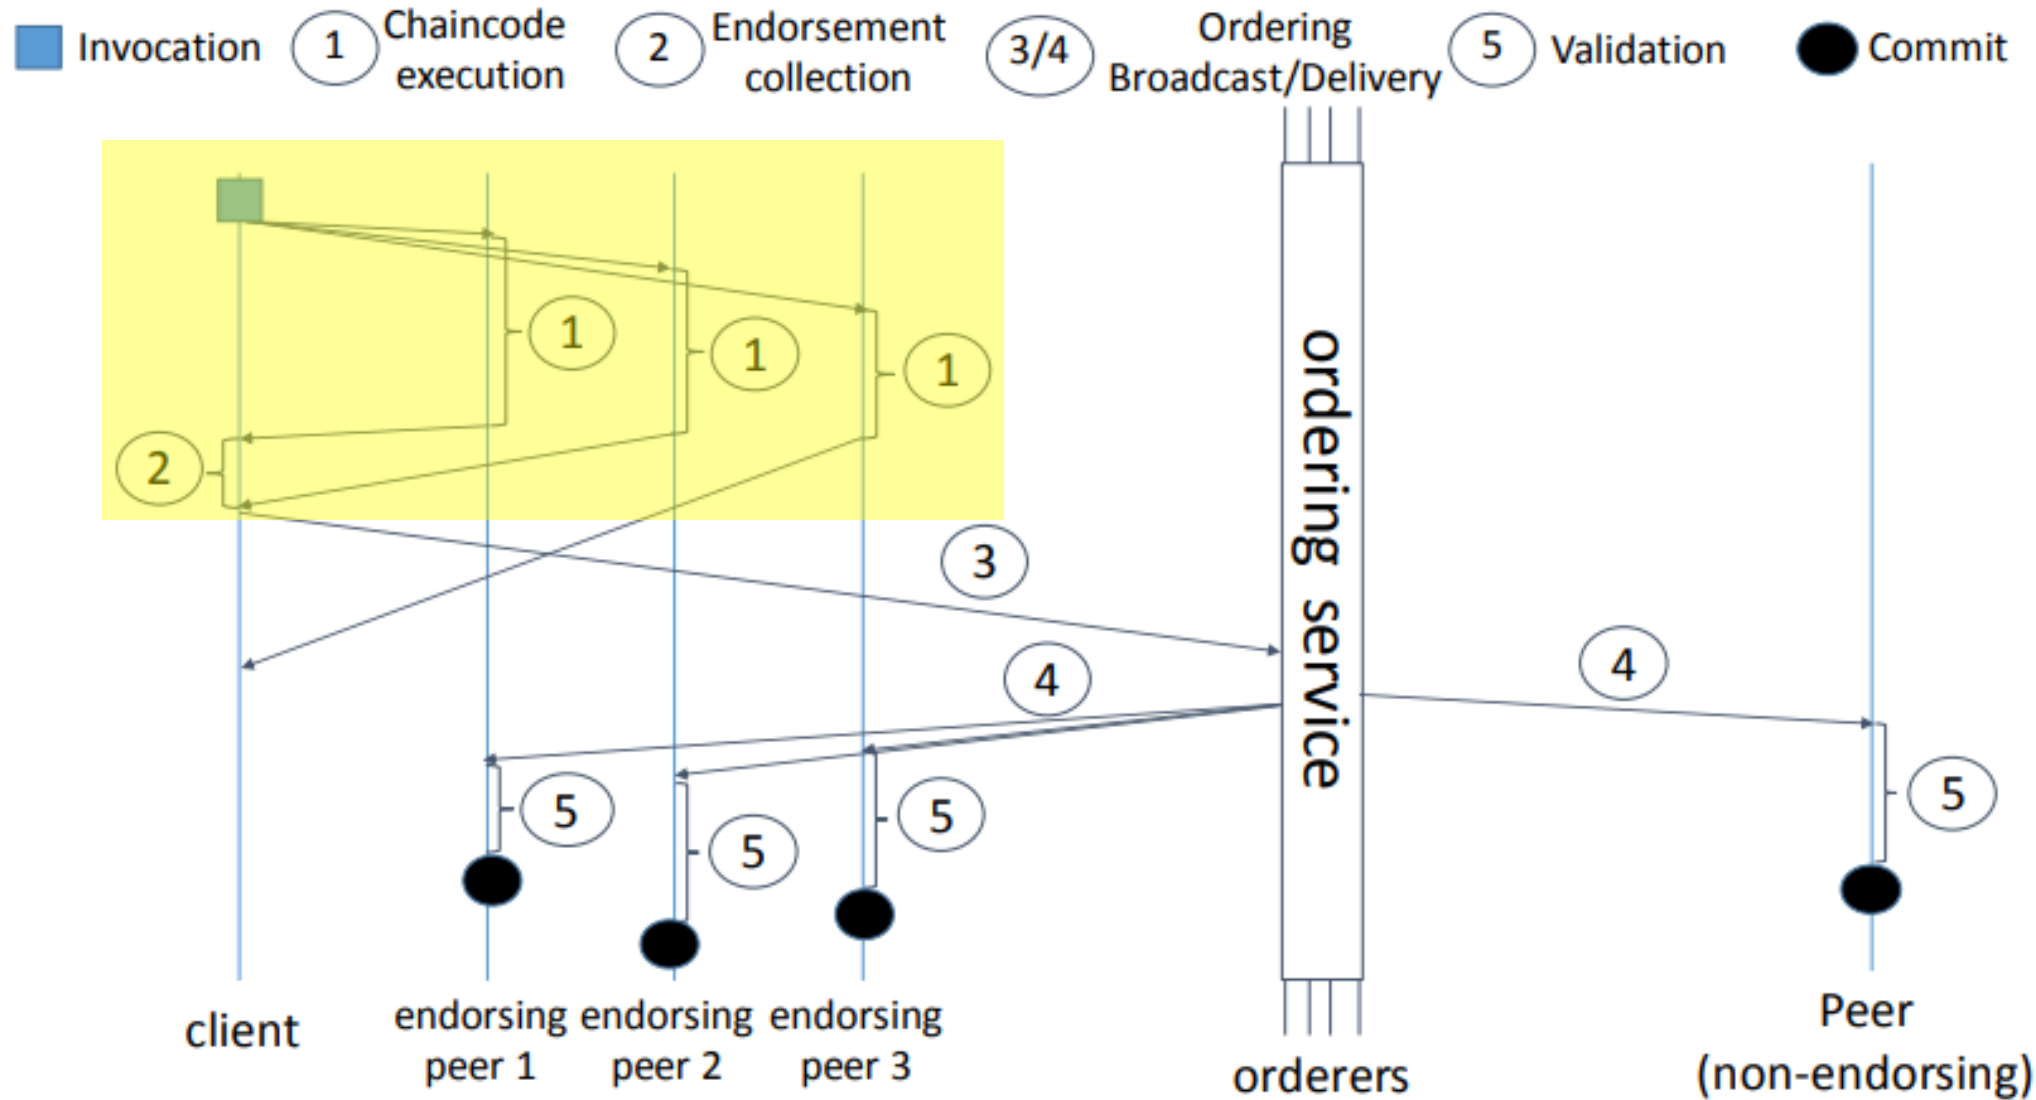 Invocation
1
Chaincode
execution
2
Endorsement
collection
3/4
Ordering
Broadcast/Delivery
5
Validation
Commit
1
1
1
2
3
4
4
5
5
5
5
ordering service
client
endorsing
peer 1
endorsing
peer 2
endorsing
peer 3
orderers
Peer
(non-endorsing)